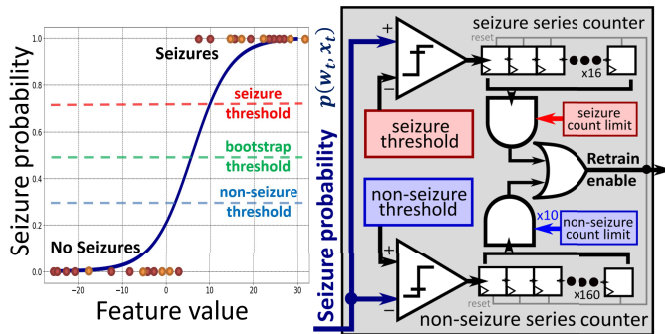 Seizure probability
1.0
0.8
0.6
0.4
0.2
0.0
Seizures
seizure
threshold
bootstrap
threshold
non-seizure
threshold
No Seizures
−20
−10
0
10
20
30
Feature value
Seizure probability p(w_t, x_t)
seizure series counter
reset
+
−
x16
seizure
threshold
seizure
count limit
Retrain
enable
non-seizure
threshold
x10
ncn-seizure
count limit
+
−
x160
reset
non-seizure series counter